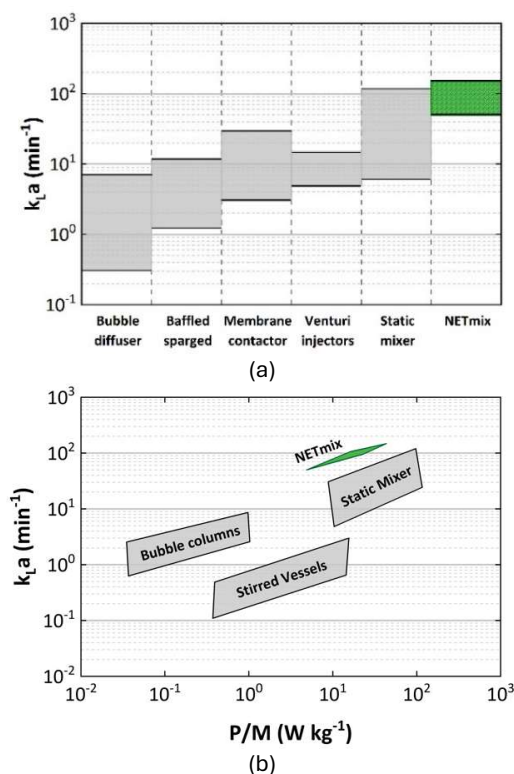 10³
10²
10¹
10⁰
10⁻¹
kLa (min⁻¹)
Bubble diffuser
Baffled sparged
Membrane contactor
Venturi injectors
Static mixer
NETmix
(a)
10³
10²
10¹
10⁰
10⁻¹
10⁻²
kLa (min⁻¹)
NETmix
Static Mixer
Bubble columns
Stirred Vessels
10⁻² 10⁻¹ 10⁰ 10¹ 10² 10³
P/M (W kg⁻¹)
(b)